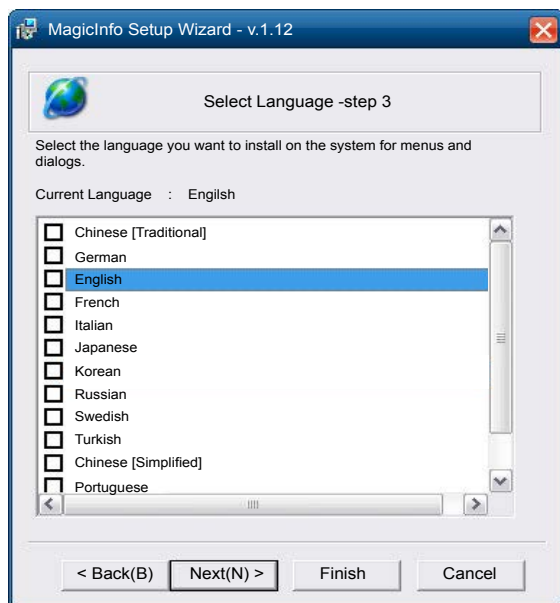 MagicInfo Setup Wizard - v.1.12
Select Language -step 3
Select the language you want to install on the system for menus and
dialogs.
Current Language : Engilsh
Chinese [Traditional]
German
English
French
Italian
Japanese
Korean
Russian
Swedish
Turkish
Chinese [Simplified]
Portuguese
< Back(B) Next(N) > Finish Cancel